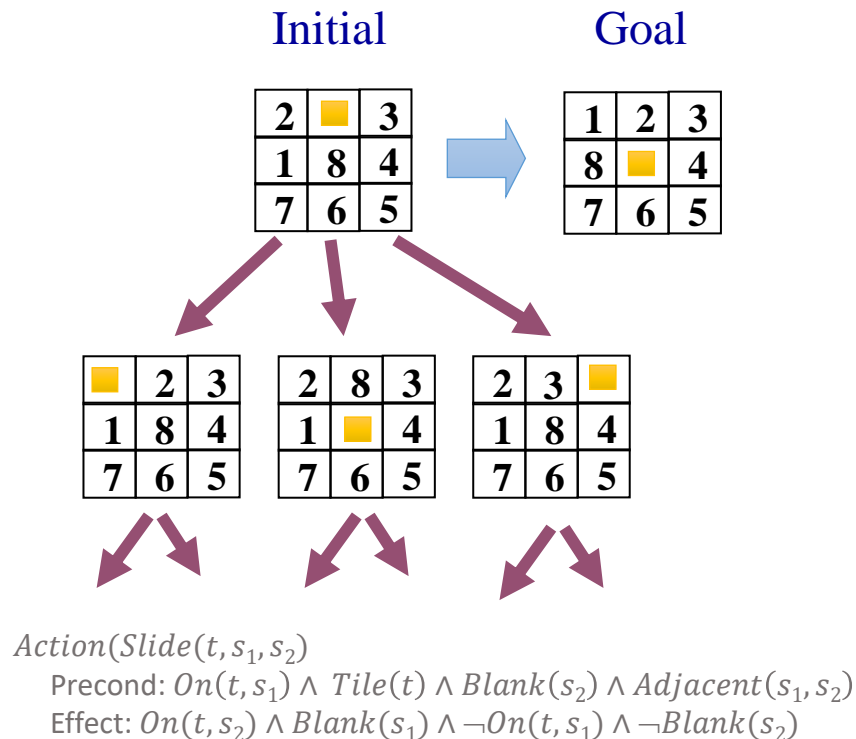 Initial Goal
2 3
1 8 4
7 6 5
1 2 3
8 4
7 6 5
2 3
1 8 4
7 6 5
2 8 3
1 4
7 6 5
2 3
1 8 4
7 6 5
Action(Slide(t, s₁, s₂)
Precond: On(t, s₁) ∧ Tile(t) ∧ Blank(s₂) ∧ Adjacent(s₁, s₂)
Effect: On(t, s₂) ∧ Blank(s₁) ∧ ¬On(t, s₁) ∧ ¬Blank(s₂)